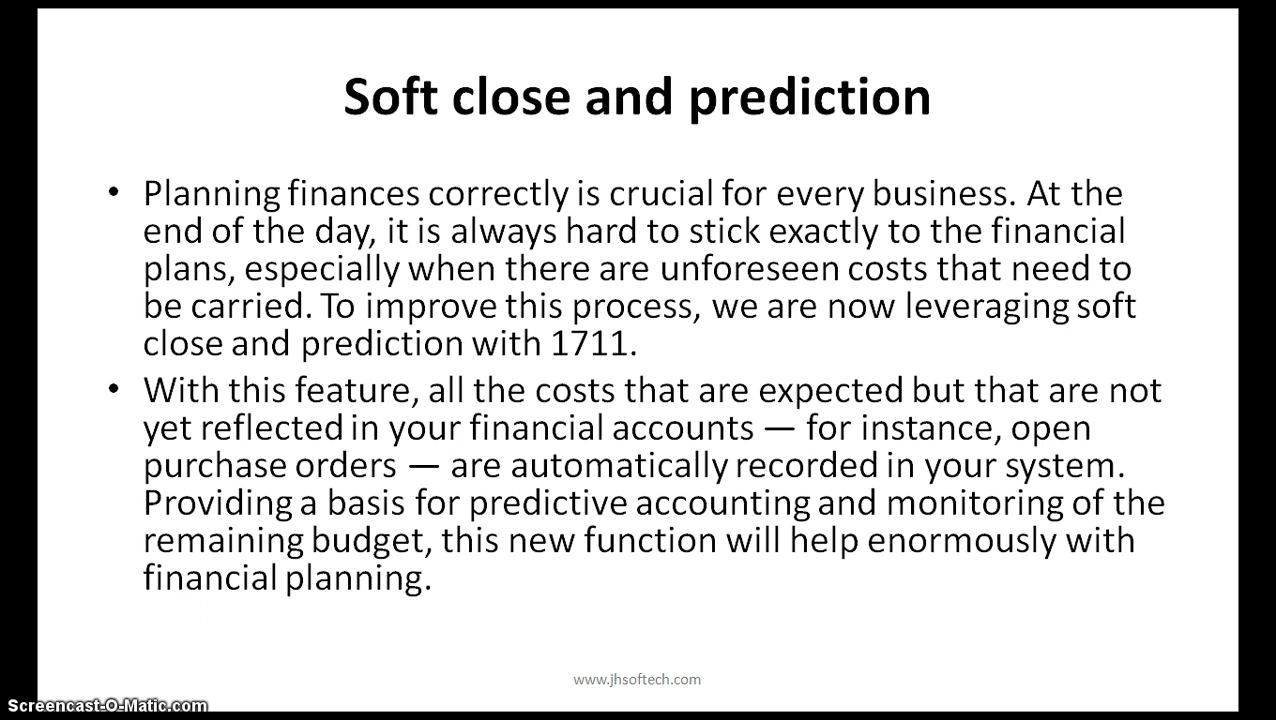 Soft close and prediction
• Planning finances correctly is crucial for every business. At the
end of the day, it is always hard to stick exactly to the financial
plans, especially when there are unforeseen costs that need to
be carried. To improve this process, we are now leveraging soft
close and prediction with 1711.
• With this feature, all the costs that are expected but that are not
yet reflected in your financial accounts — for instance, open
purchase orders — are automatically recorded in your system.
Providing a basis for predictive accounting and monitoring of the
remaining budget, this new function will help enormously with
financial planning.
www.jhsoftech.com
Screencast-O-Matic.com